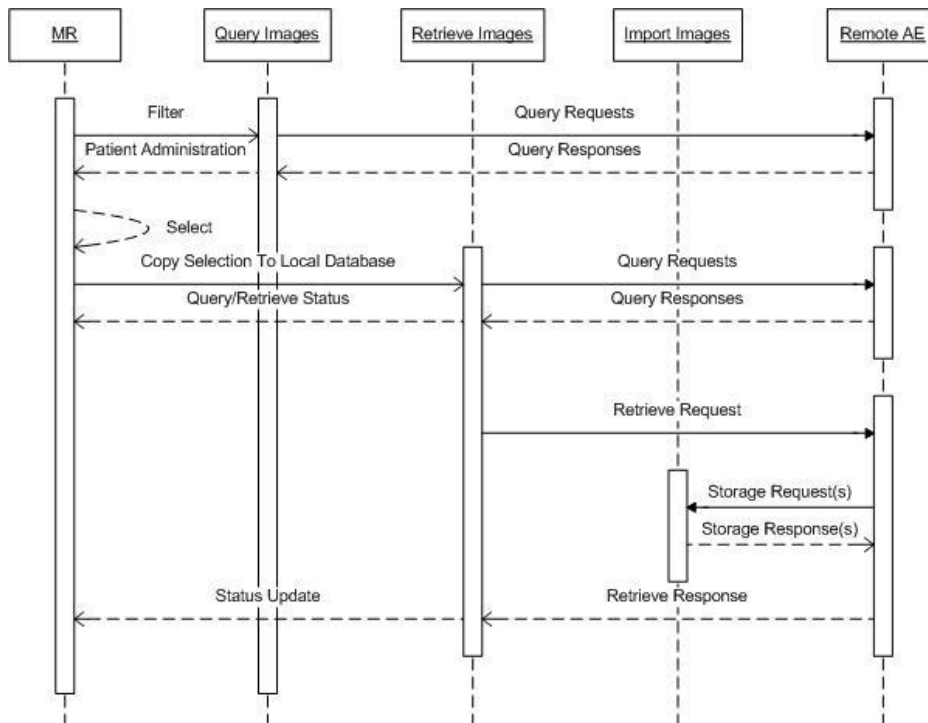 MR
Query Images
Retrieve Images
Import Images
Remote AE
Filter
Query Requests
Patient Administration
Query Responses
Select
Copy Selection To Local Database
Query Requests
Query/Retrieve Status
Query Responses
Retrieve Request
Storage Request(s)
Storage Response(s)
Status Update
Retrieve Response